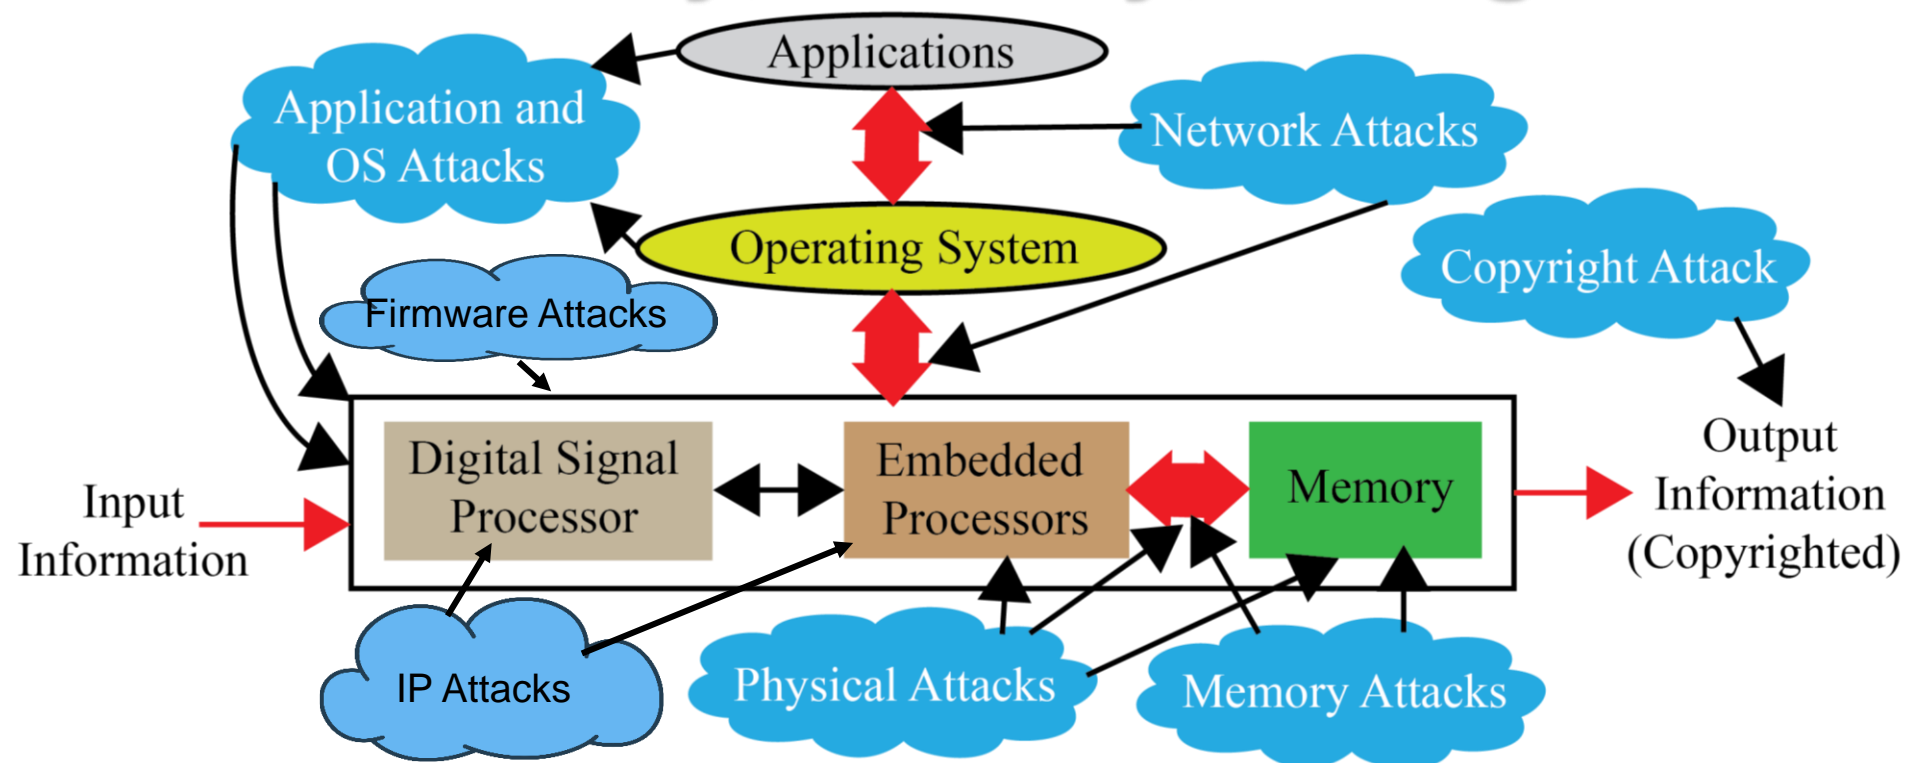 Applications
Application and
OS Attacks
Network Attacks
Operating System
Copyright Attack
Firmware Attacks
Digital Signal
Processor
Embedded
Processors
Memory
Input
Information
Output
Information
(Copyrighted)
IP Attacks
Physical Attacks
Memory Attacks